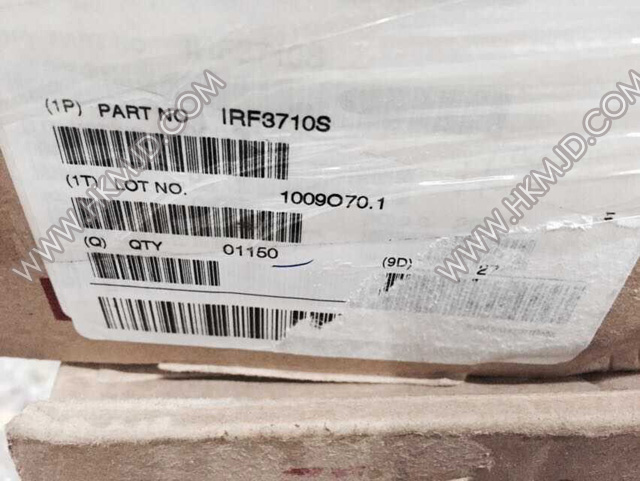 (1P) PART NO IRF3710S
(1T) LOT NO. 1009O70.1
(Q) QTY 01150
(9D)
WWW.HKMJD.COM
WWW.HKMJD.COM